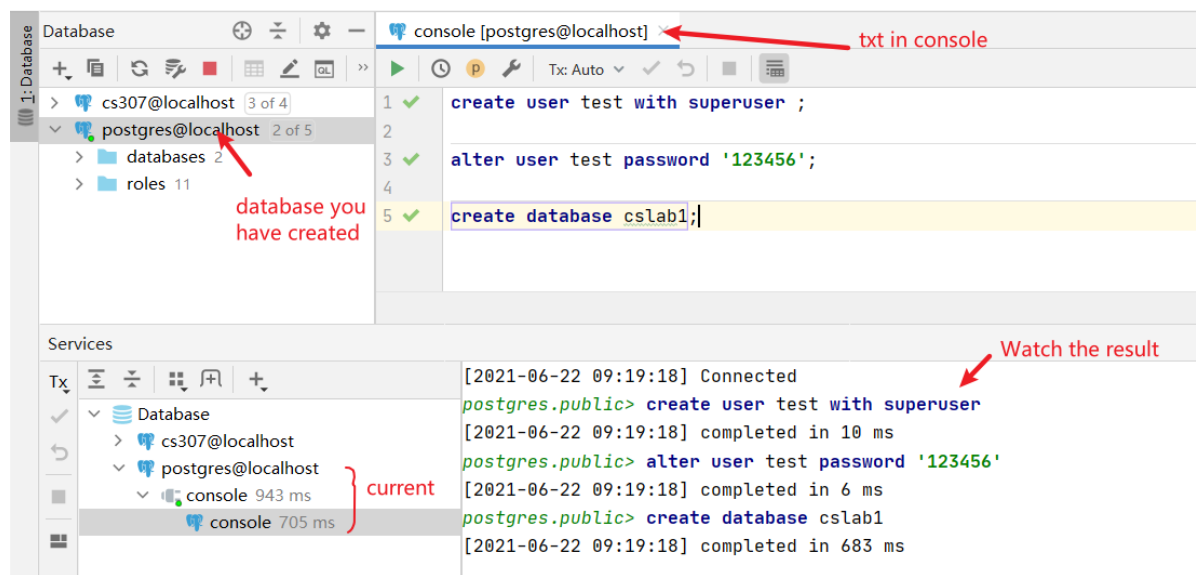 1: Database
Database
console [postgres@localhost]
txt in console
Tx: Auto
cs307@localhost 3 of 4
postgres@localhost 2 of 5
databases 2
roles 11
database you
have created
1 create user test with superuser ;
2
3 alter user test password '123456';
4
5 create database cslab1;
Services
Watch the result
Tx
Database
cs307@localhost
postgres@localhost
console 943 ms
console 705 ms
current
[2021-06-22 09:19:18] Connected
postgres.public> create user test with superuser
[2021-06-22 09:19:18] completed in 10 ms
postgres.public> alter user test password '123456'
[2021-06-22 09:19:18] completed in 6 ms
postgres.public> create database cslab1
[2021-06-22 09:19:18] completed in 683 ms